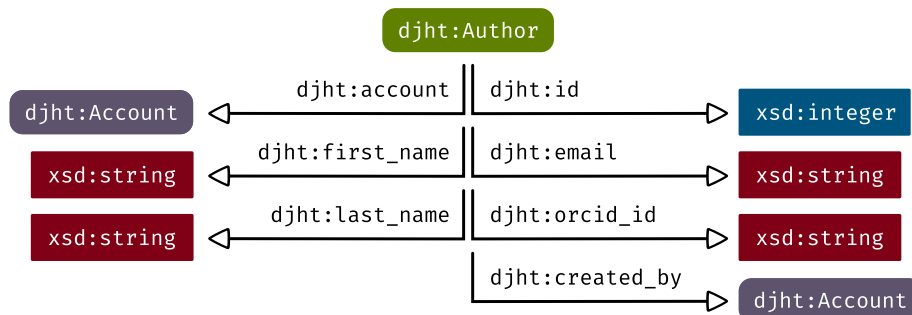 djht:Author
djht:account djht:id
djht:Account xsd:integer
djht:first_name djht:email
xsd:string xsd:string
djht:last_name djht:orcid_id
xsd:string xsd:string
djht:created_by
djht:Account